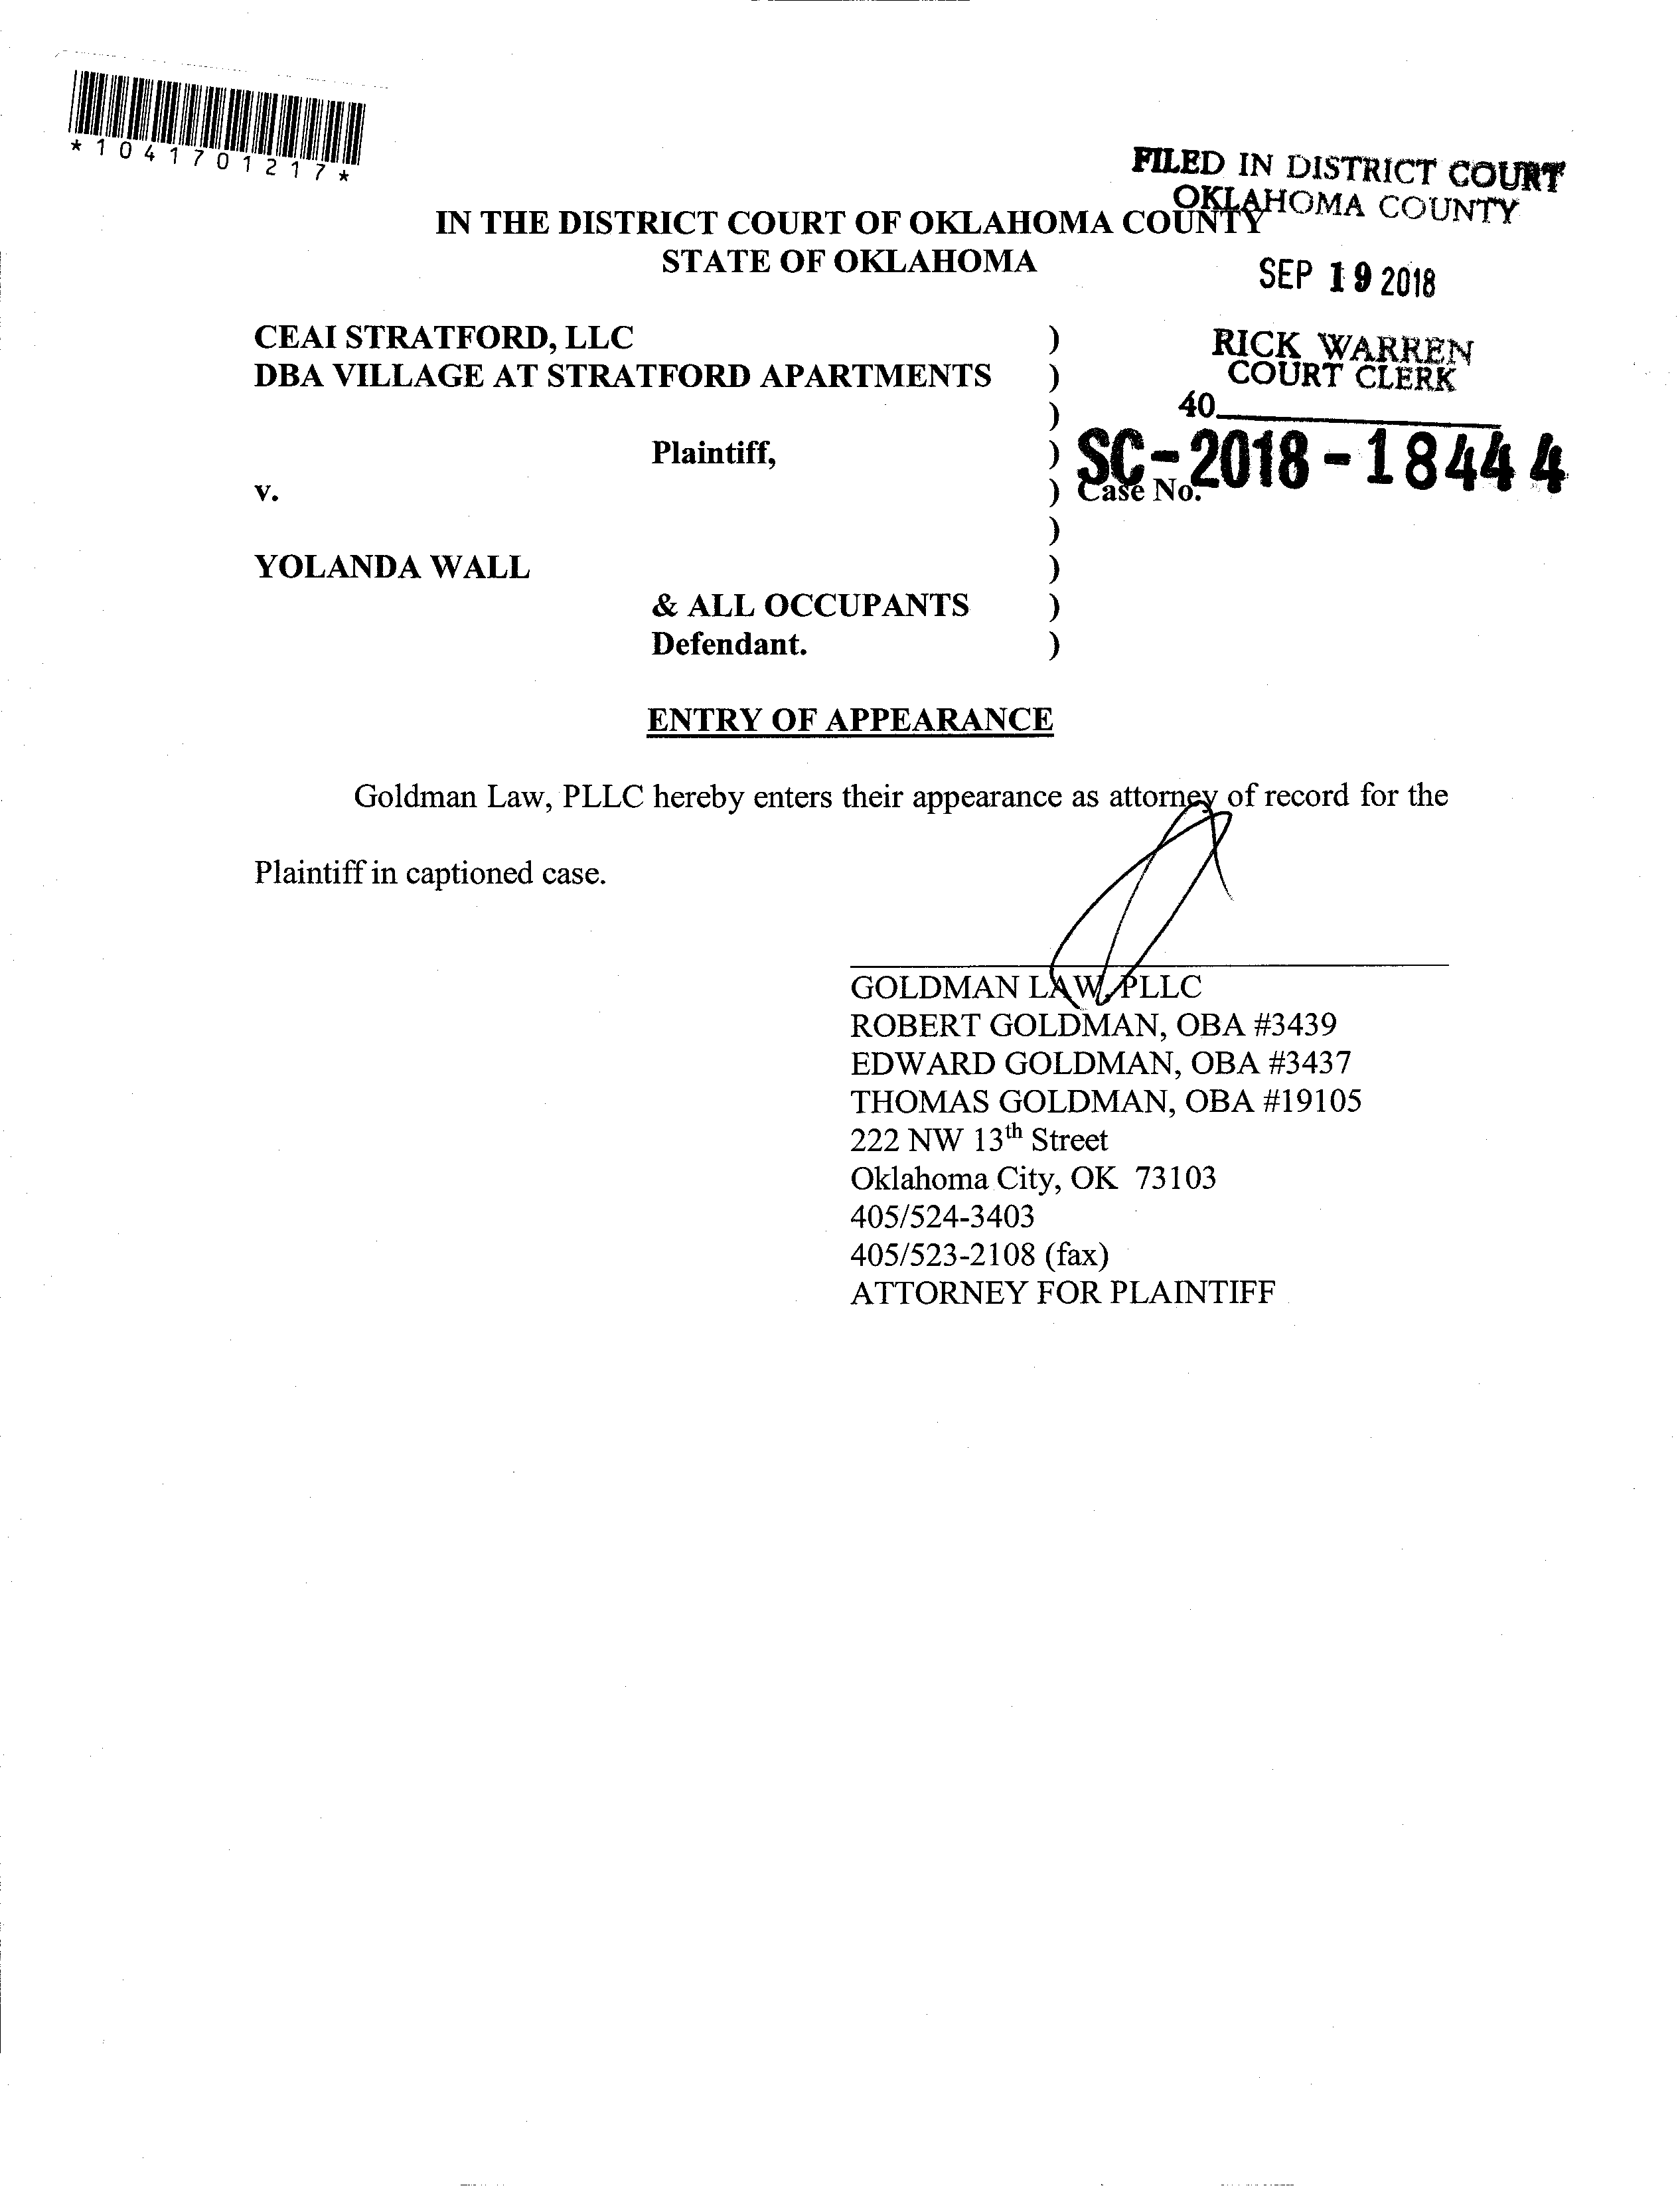 *1041701217*
FILED IN DISTRICT COURT
OKLAHOMA COUNTY
IN THE DISTRICT COURT OF OKLAHOMA COUNTY
STATE OF OKLAHOMA
SEP 19 2018
CEAI STRATFORD, LLC )
DBA VILLAGE AT STRATFORD APARTMENTS )
RICK WARREN
COURT CLERK
)
40
Plaintiff, )
SC-2018-18444
v. ) Case No.
)
YOLANDA WALL )
& ALL OCCUPANTS )
Defendant. )
ENTRY OF APPEARANCE
Goldman Law, PLLC hereby enters their appearance as attorney of record for the
Plaintiff in captioned case.
GOLDMAN LAW, PLLC
ROBERT GOLDMAN, OBA #3439
EDWARD GOLDMAN, OBA #3437
THOMAS GOLDMAN, OBA #19105
222 NW 13th Street
Oklahoma City, OK 73103
405/524-3403
405/523-2108 (fax)
ATTORNEY FOR PLAINTIFF